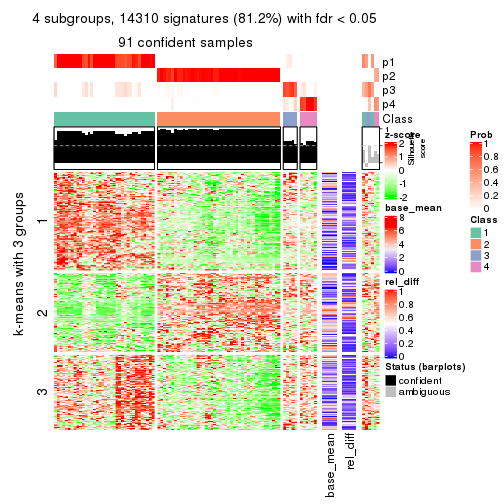 4 subgroups, 14310 signatures (81.2%) with fdr < 0.05
91 confident samples
p1
p2
p3
p4
Class
1
Silhouette
score
k-means with 3 groups
1
2
3
base_mean
rel_diff
z-score
2
1
0
-1
-2
base_mean
8
6
4
2
0
rel_diff
1
0.8
0.6
0.4
0.2
0
Status (barplots)
confident
ambiguous
Prob
1
0.8
0.6
0.4
0.2
0
Class
1
2
3
4